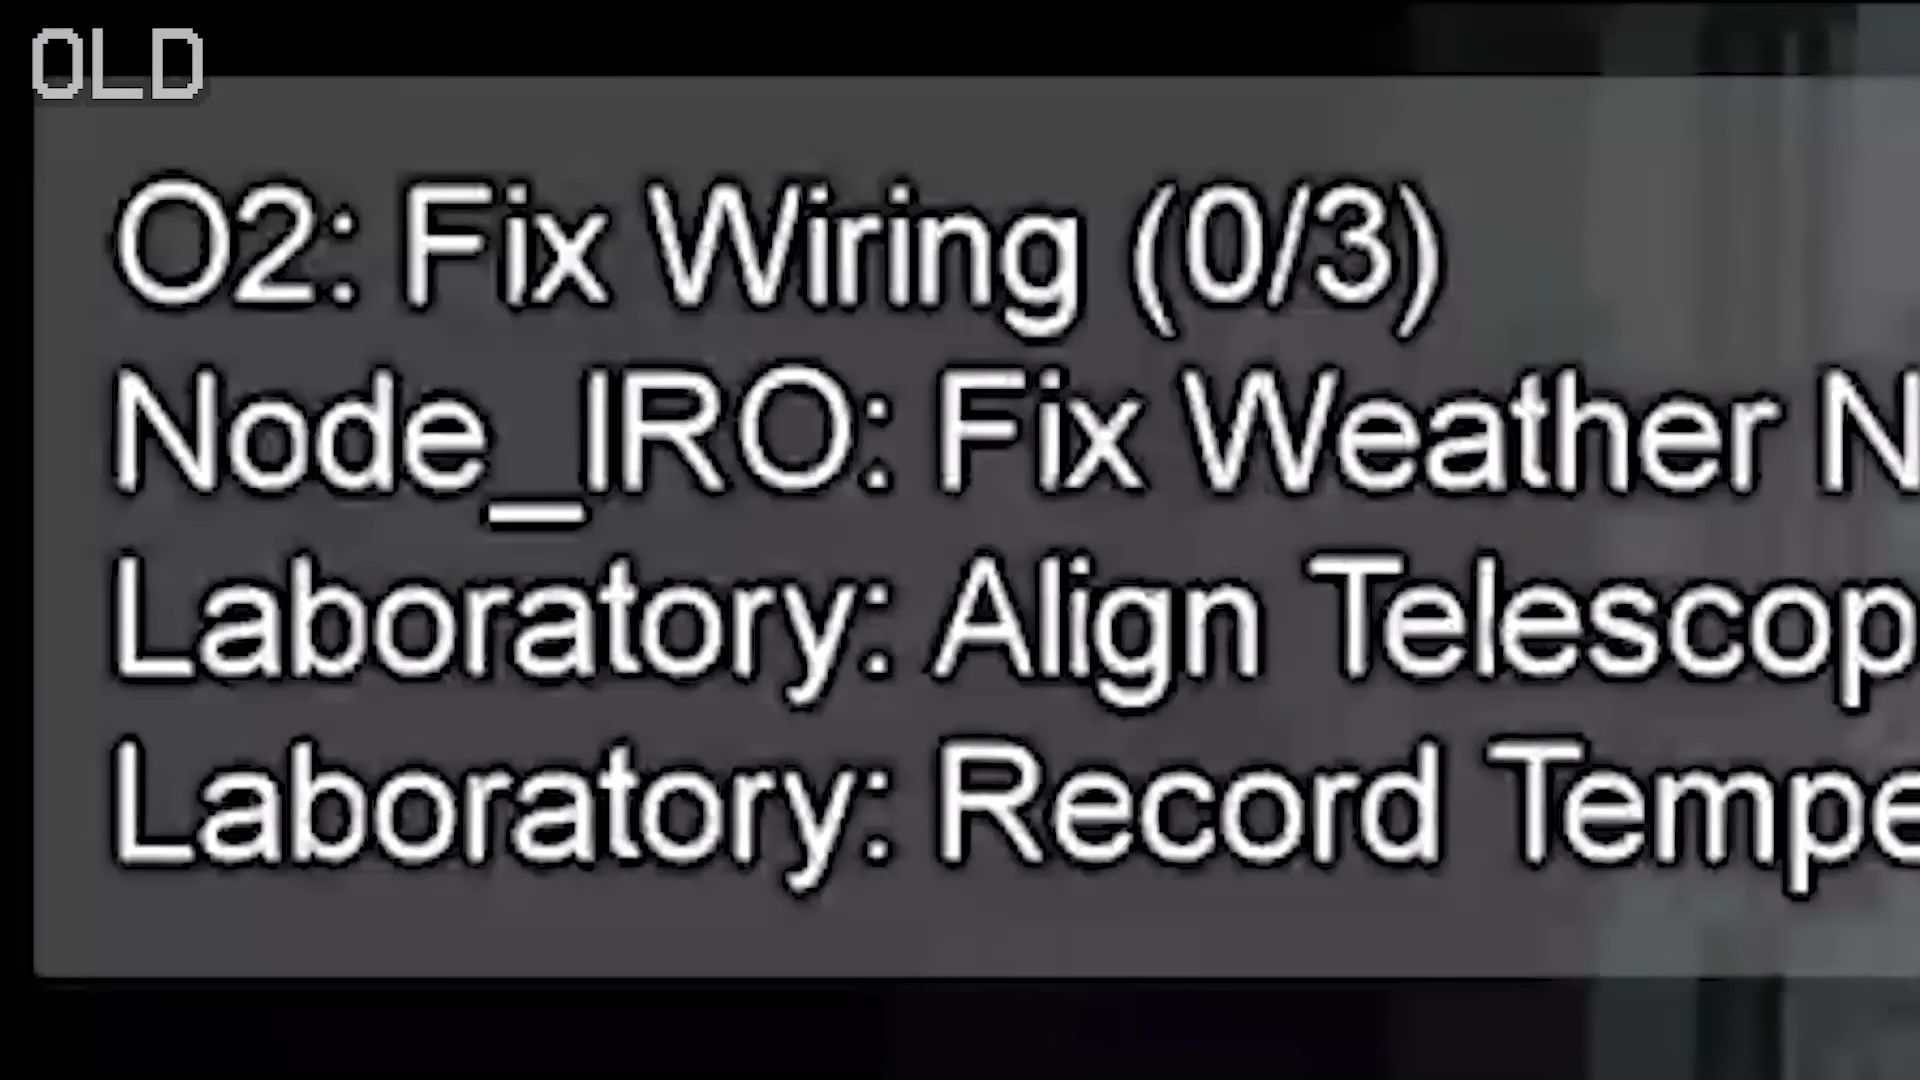 OLD
O2: Fix Wiring (0/3)
Node_IRO: Fix Weather N
Laboratory: Align Telescop
Laboratory: Record Tempe